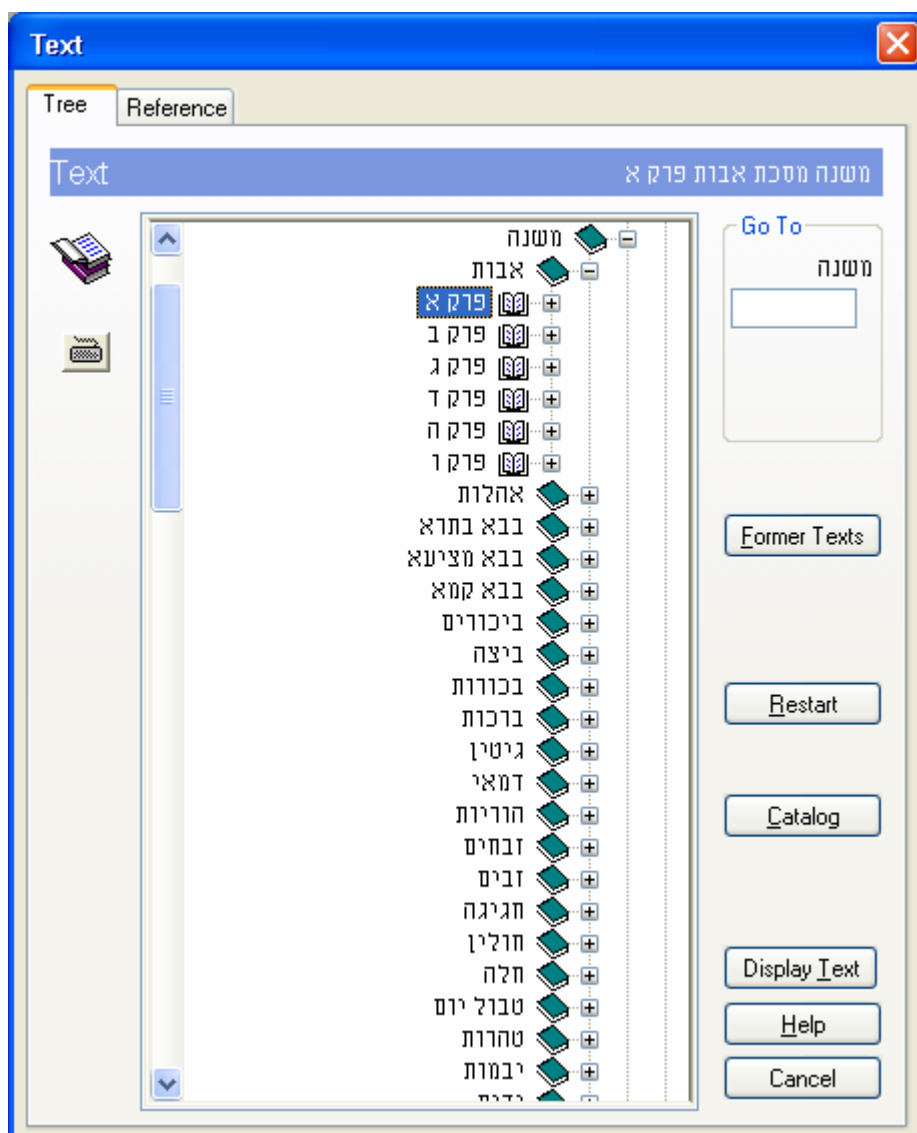 Text
Tree
Reference
Text
משנה מסכת אבות פרק א
משנה
אבות
פרק א
פרק ב
פרק ג
פרק ד
פרק ה
פרק ו
אהלות
בבא בתרא
בבא מציעא
בבא קמא
ביכורים
ביצה
בכורות
ברכות
גיטין
דמאי
הוריות
זבחים
זבים
חגיגה
חולין
חלה
טבול יום
טהרות
יבמות
Go To
משנה
Former Texts
Restart
Catalog
Display Text
Help
Cancel